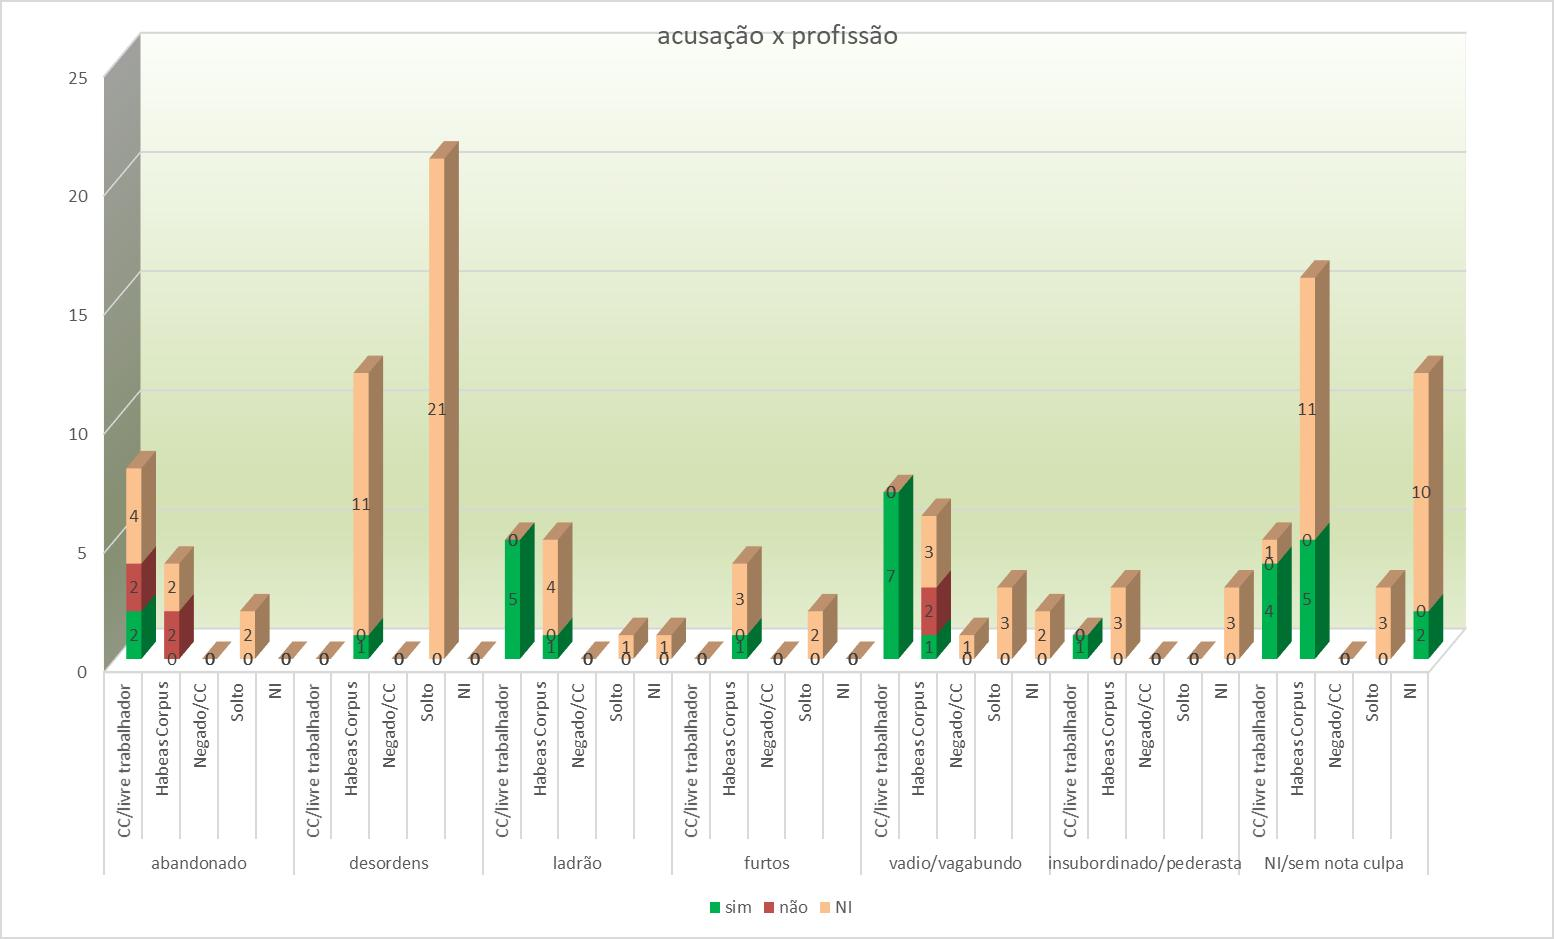 acusação x profissão
25
20
15
10
5
0
4 2 2
2 2 0
0
2
0
0
11 0 1
0
21 0
0
0 5
4 0 1
0
1 0
1 0
0
3 0 1
0
2 0
0
0 7
3 2 1
1 0
3 0
2 0
0 1
3 0
0
0
3 0
1 0 4
11 0 5
0
3 0
10 0 2
CC/livre trabalhador
Habeas Corpus
Negado/CC
Solto
NI
CC/livre trabalhador
Habeas Corpus
Negado/CC
Solto
NI
CC/livre trabalhador
Habeas Corpus
Negado/CC
Solto
NI
CC/livre trabalhador
Habeas Corpus
Negado/CC
Solto
NI
CC/livre trabalhador
Habeas Corpus
Negado/CC
Solto
NI
CC/livre trabalhador
Habeas Corpus
Negado/CC
Solto
NI
CC/livre trabalhador
Habeas Corpus
Negado/CC
Solto
NI
abandonado
desordens
ladrão
furtos
vadio/vagabundo
insubordinado/pederasta
NI/sem nota culpa
sim não NI